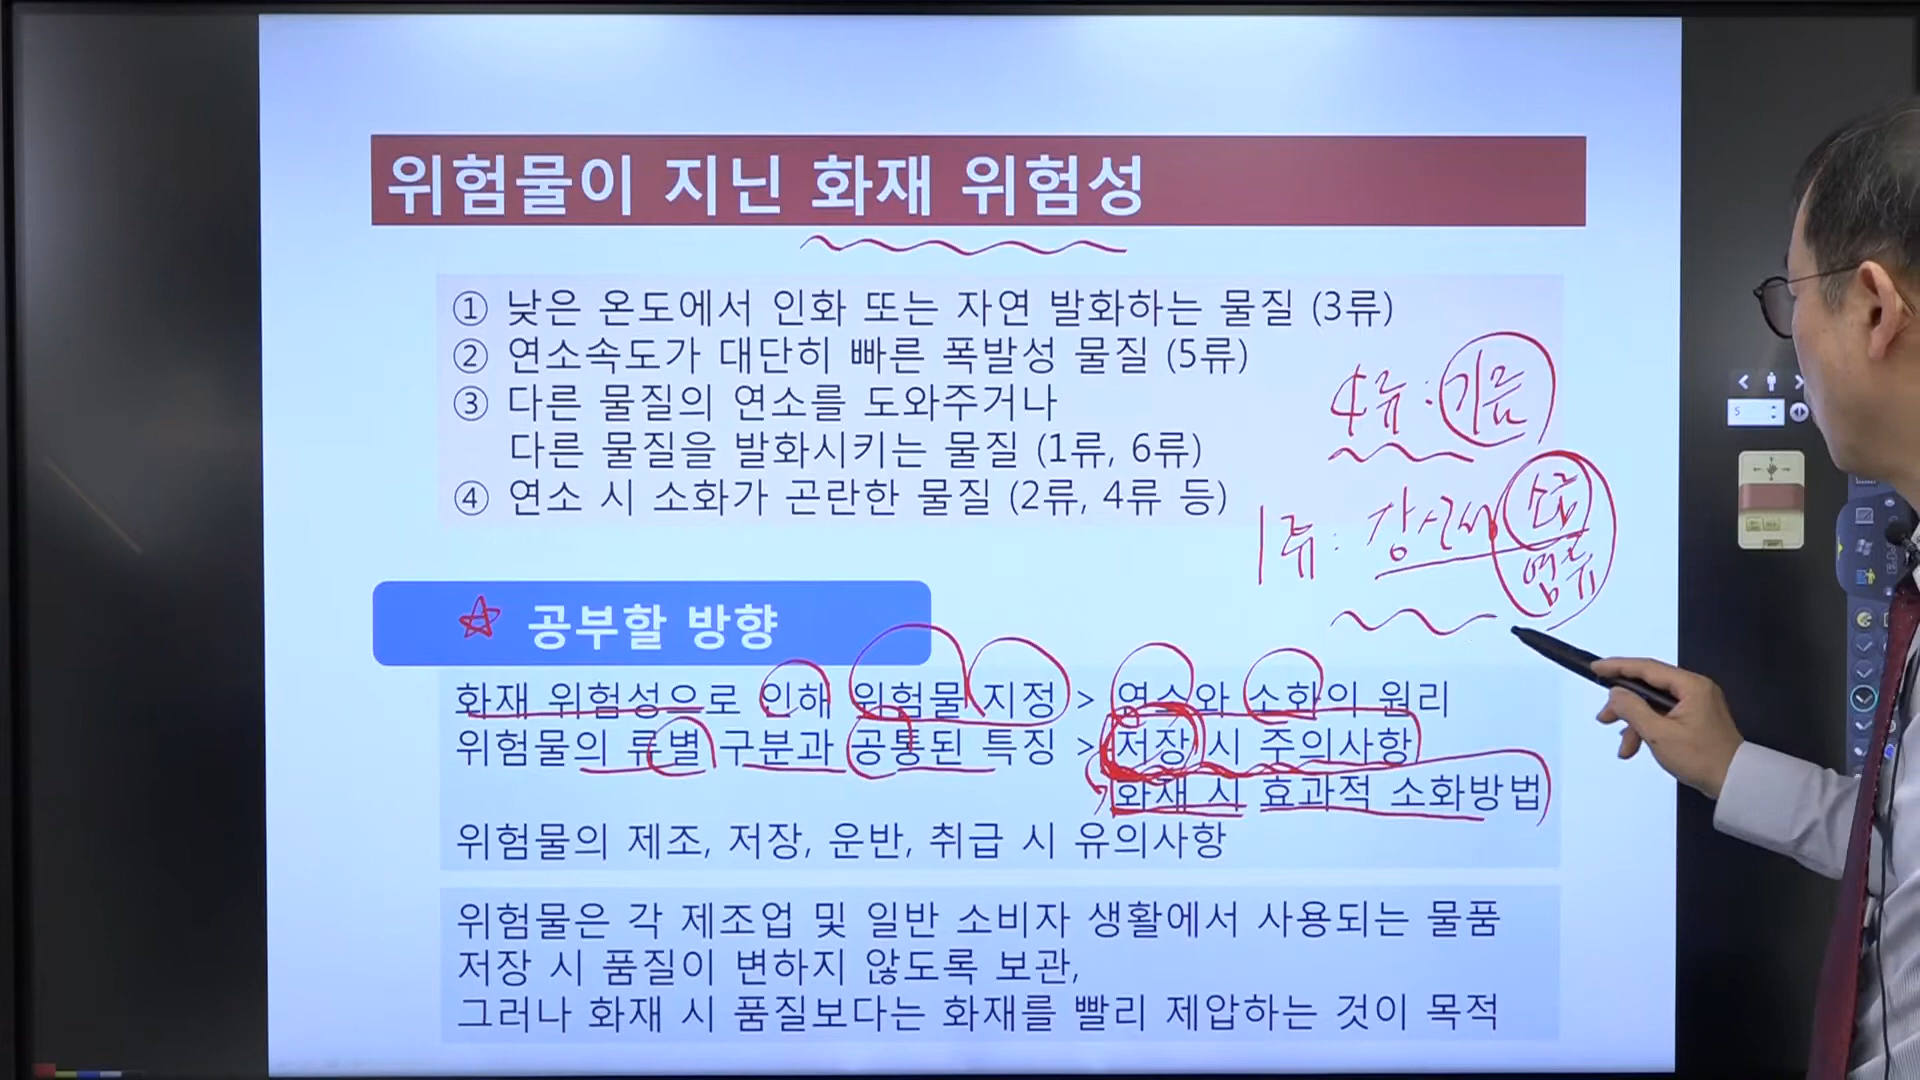 위험물이 지닌 화재 위험성
① 낮은 온도에서 인화 또는 자연 발화하는 물질 (3류)
② 연소속도가 대단히 빠른 폭발성 물질 (5류)
③ 다른 물질의 연소를 도와주거나
다른 물질을 발화시키는 물질 (1류, 6류)
④ 연소 시 소화가 곤란한 물질 (2류, 4류 등)
4류 : 기름
1류 :
염류
공부할 방향
화재 위험성으로 인해 위험물 지정 > 연소와 소화의 원리
위험물의 류별 구분과 공통된 특징 > 저장 시 주의사항
화재 시 효과적 소화방법
위험물의 제조, 저장, 운반, 취급 시 유의사항
위험물은 각 제조업 및 일반 소비자 생활에서 사용되는 물품
저장 시 품질이 변하지 않도록 보관,
그러나 화재 시 품질보다는 화재를 빨리 제압하는 것이 목적
5